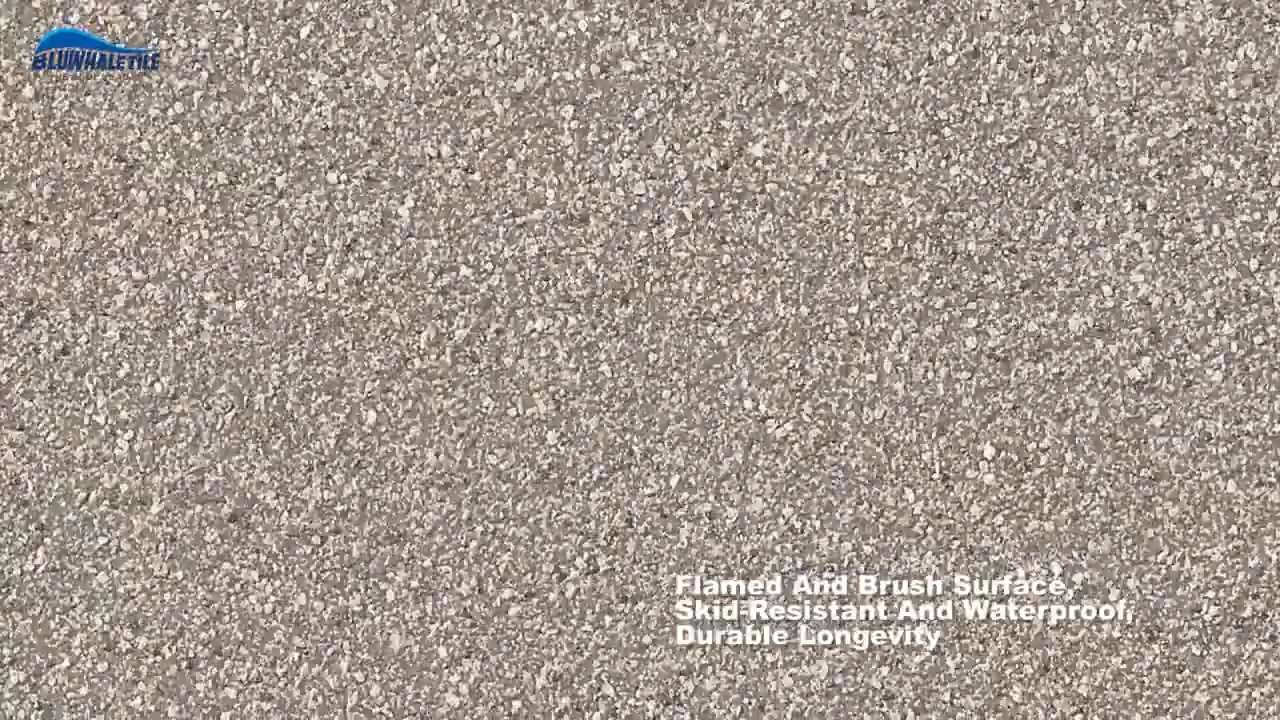 BLUWHALETILE
Flamed And Brush Surface,
Skid-Resistant And Waterproof,
Durable Longevity